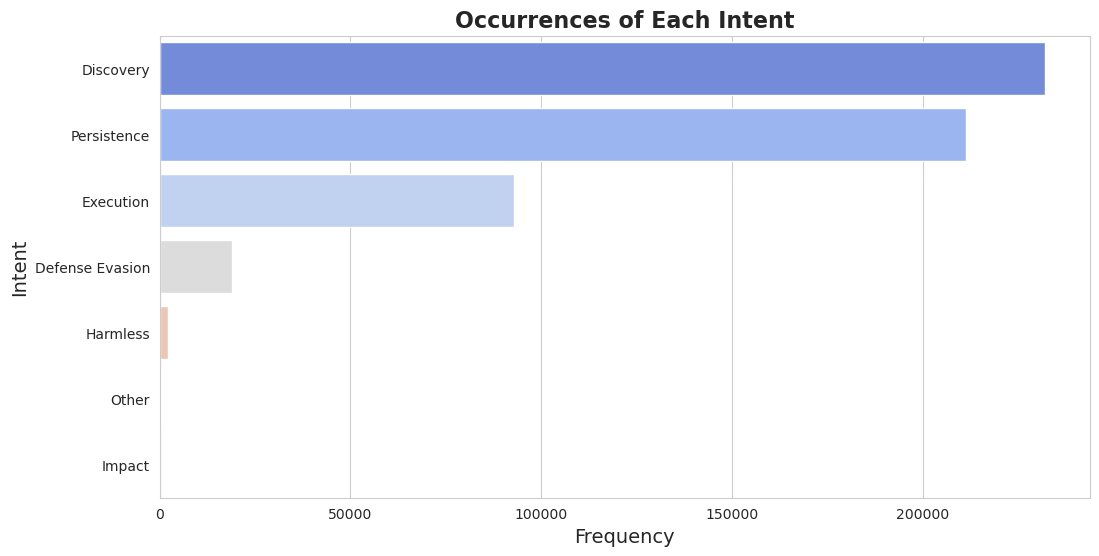 Occurrences of Each Intent
Intent
Discovery
Persistence
Execution
Defense Evasion
Harmless
Other
Impact
0 50000 100000 150000 200000
Frequency